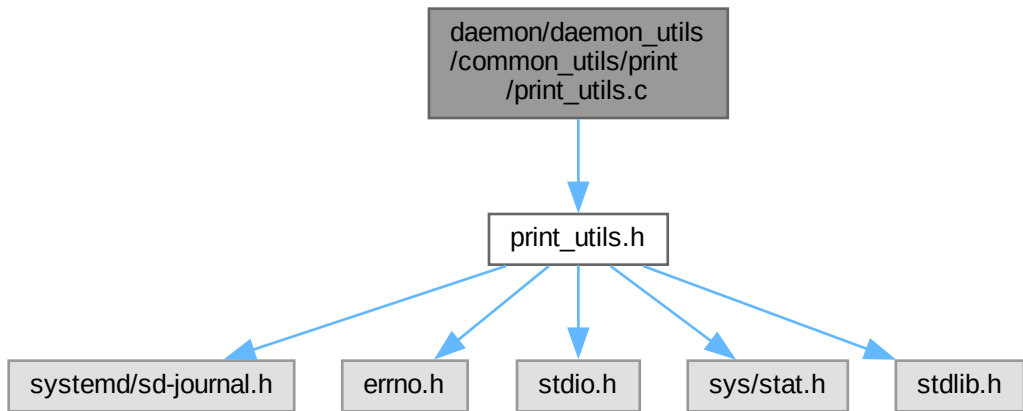 daemon/daemon_utils
/common_utils/print
/print_utils.c
print_utils.h
systemd/sd-journal.h
errno.h
stdio.h
sys/stat.h
stdlib.h